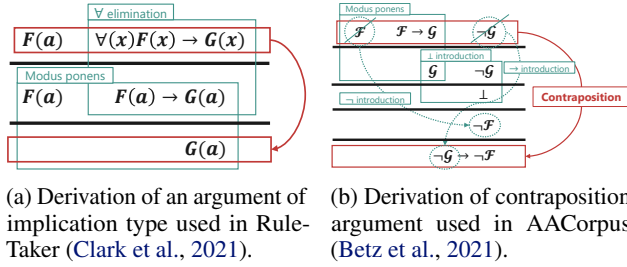 ∀ elimination
F(a) ∀(x)F(x) → G(x)
Modus ponens
F(a) F(a) → G(a)
G(a)
(a) Derivation of an argument of
implication type used in Rule-
Taker (Clark et al., 2021).
Modus ponens
ℱ ℱ → 𝒢 ¬𝒢
⊥ introduction
𝒢 ¬𝒢
→ introduction
¬ introduction
⊥
Contraposition
¬ℱ
¬𝒢 → ¬ℱ
(b) Derivation of contraposition
argument used in AACorpus
(Betz et al., 2021).